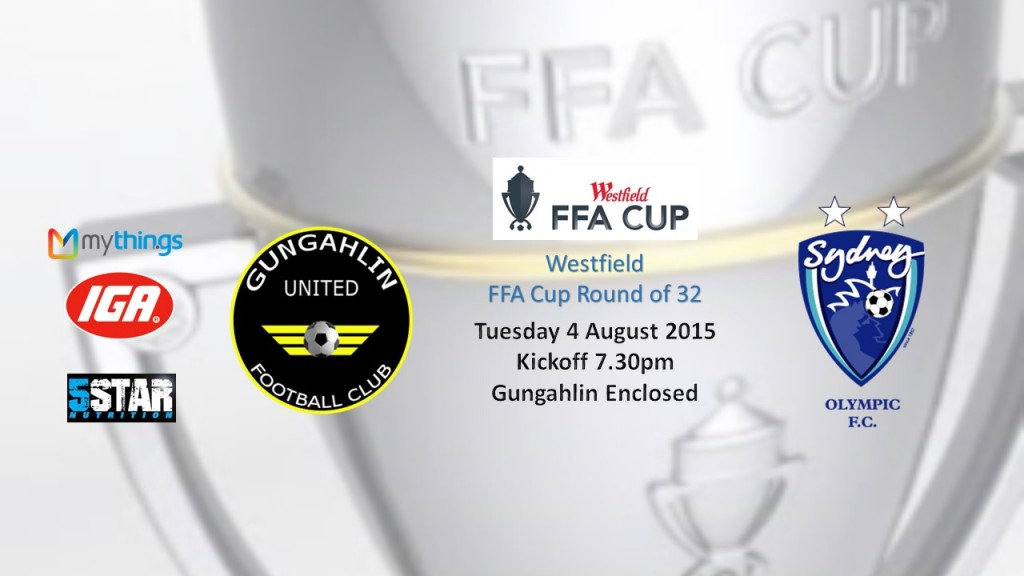 FFA CUP
Westfield
FFA CUP
Westfield
FFA Cup Round of 32
Tuesday 4 August 2015
Kickoff 7.30pm
Gungahlin Enclosed
mythings
IGA
5STAR
NUTRITION
GUNGAHLIN
UNITED
FOOTBALL CLUB
Sydney
OLYMPIC
F.C.